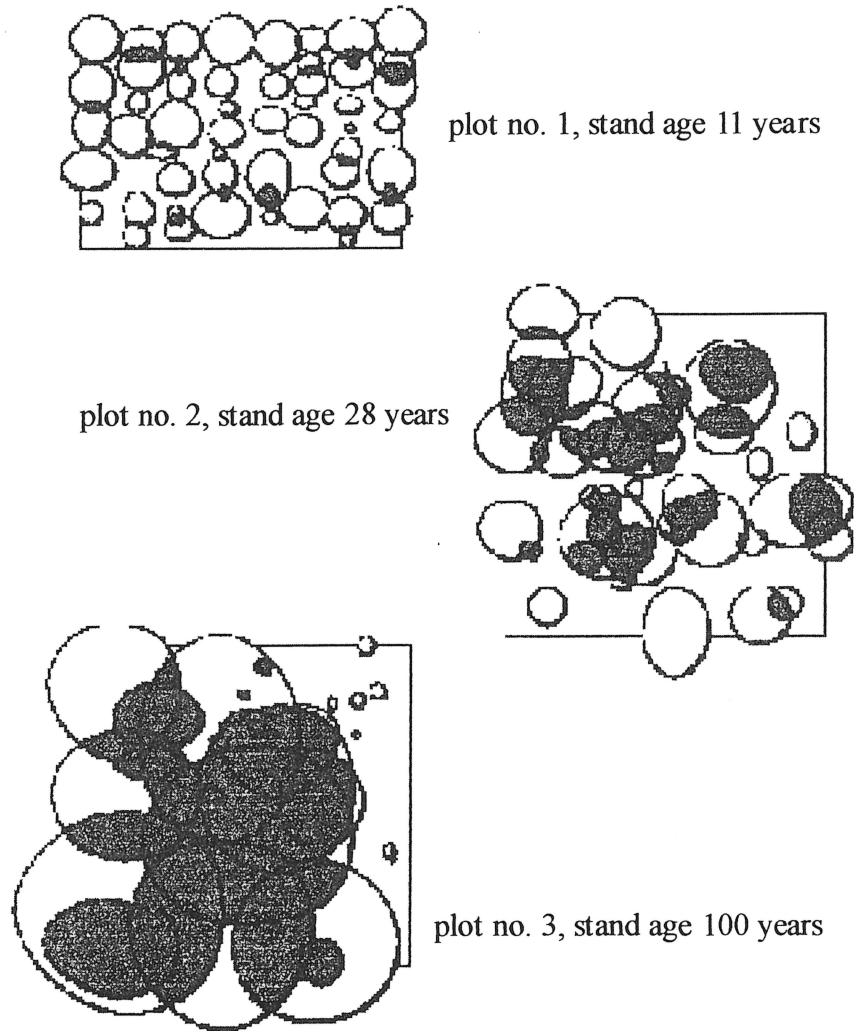 plot no. 1, stand age 11 years
plot no. 2, stand age 28 years
plot no. 3, stand age 100 years